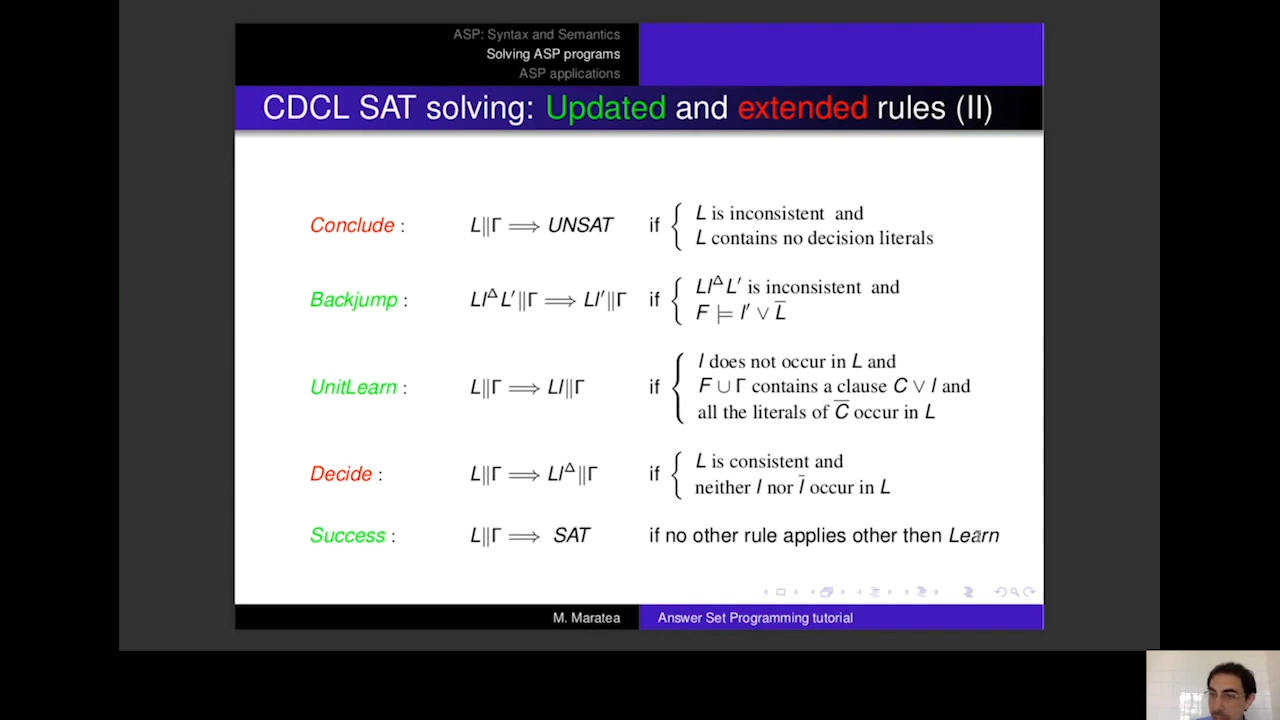 ASP: Syntax and Semantics
Solving ASP programs
ASP applications
CDCL SAT solving: Updated and extended rules (II)
Conclude : L||Γ ⟹ UNSAT if { L is inconsistent and
L contains no decision literals
Backjump : Ll^Δ L′||Γ ⟹ Ll′||Γ if { Ll^Δ L′ is inconsistent and
F ⊨ l′ ∨ L̅
UnitLearn : L||Γ ⟹ Ll||Γ if { l does not occur in L and
F ∪ Γ contains a clause C ∨ l and
all the literals of C̅ occur in L
Decide : L||Γ ⟹ Ll^Δ||Γ if { L is consistent and
neither l nor l̅ occur in L
Success : L||Γ ⟹ SAT if no other rule applies other then Learn
M. Maratea
Answer Set Programming tutorial